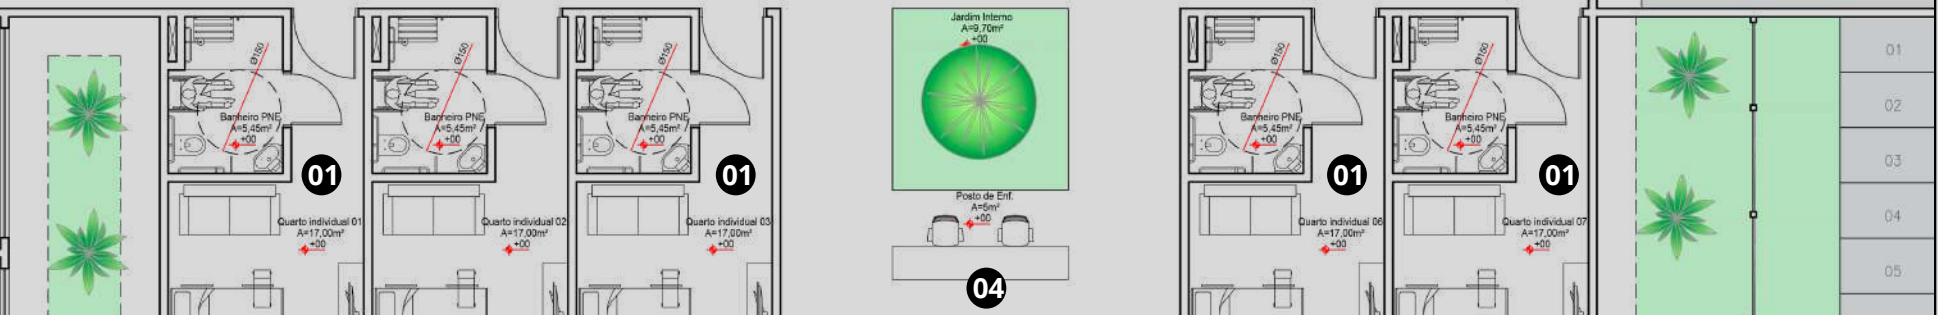 Jardim Interno
A=9,70m²
+00
Ø150
Ø150
Ø150
Ø150
Ø150
Banheiro PNE
A=5,45m²
+00
Banheiro PNE
A=5,45m²
+00
Banheiro PNE
A=5,45m²
+00
Banheiro PNE
A=5,45m²
+00
Banheiro PNE
A=5,45m²
+00
01
01
01
01
Posto de Enf.
A=6m²
+00
04
Quarto individual 01
A=17,00m²
+00
Quarto individual 02
A=17,00m²
+00
Quarto individual 03
A=17,00m²
+00
Quarto individual 06
A=17,00m²
+00
Quarto individual 07
A=17,00m²
+00
01
02
03
04
05